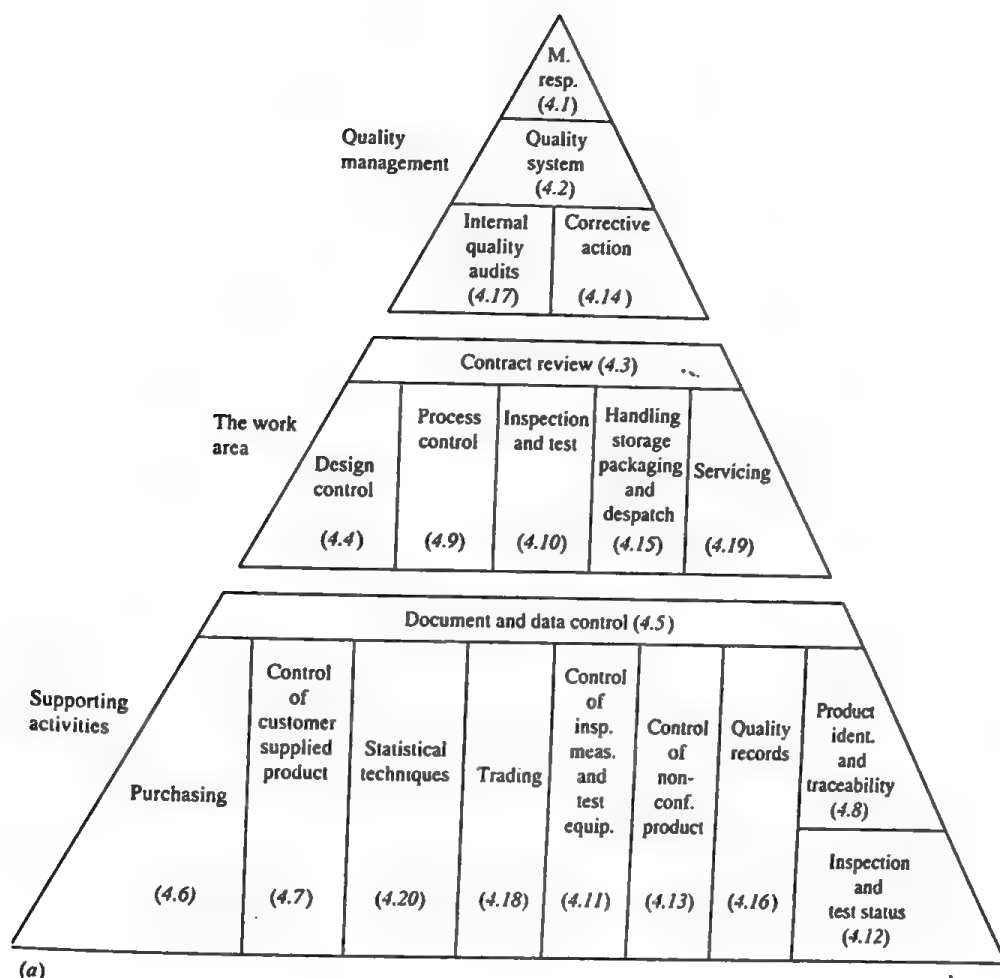 M.
resp.
(4.1)
Quality
management
Quality
system
(4.2)
Internal
quality
audits
(4.17)
Corrective
action
(4.14)
Contract review (4.3)
The work
area
Design
control
(4.4)
Process
control
(4.9)
Inspection
and test
(4.10)
Handling
storage
packaging
and
despatch
(4.15)
Servicing
(4.19)
Document and data control (4.5)
Supporting
activities
Purchasing
(4.6)
Control
of
customer
supplied
product
(4.7)
Statistical
techniques
(4.20)
Trading
(4.18)
Control
of
insp.
meas.
and
test
equip.
(4.11)
Control
of
non-
conf.
product
(4.13)
Quality
records
(4.16)
Product
ident.
and
traceability
(4.8)
Inspection
and
test status
(4.12)
(a)